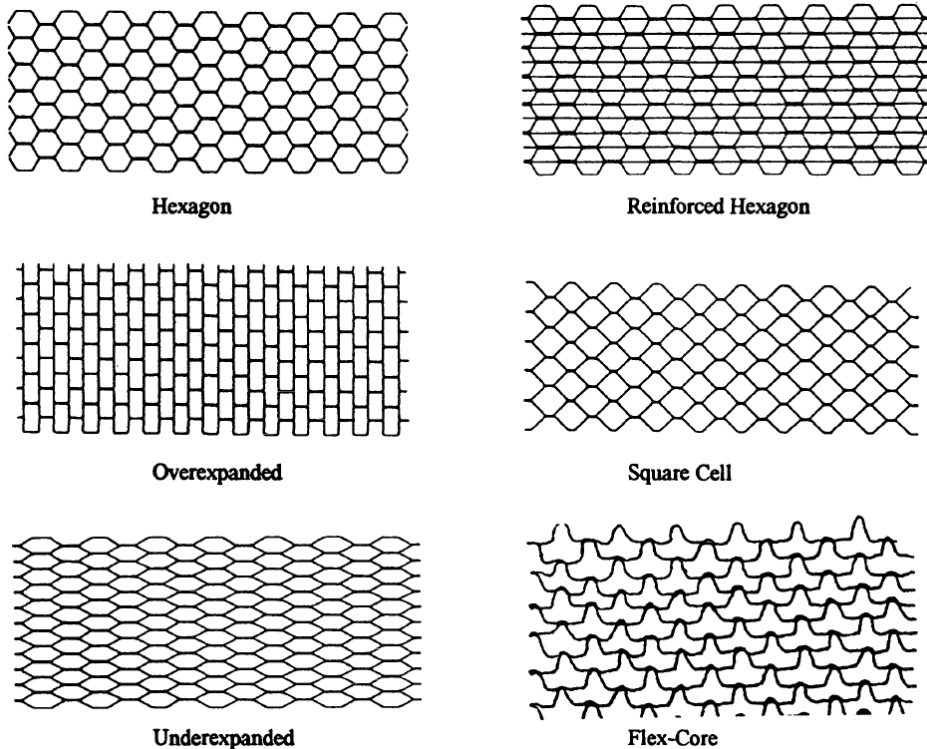 Hexagon
Reinforced Hexagon
Overexpanded
Square Cell
Underexpanded
Flex-Core